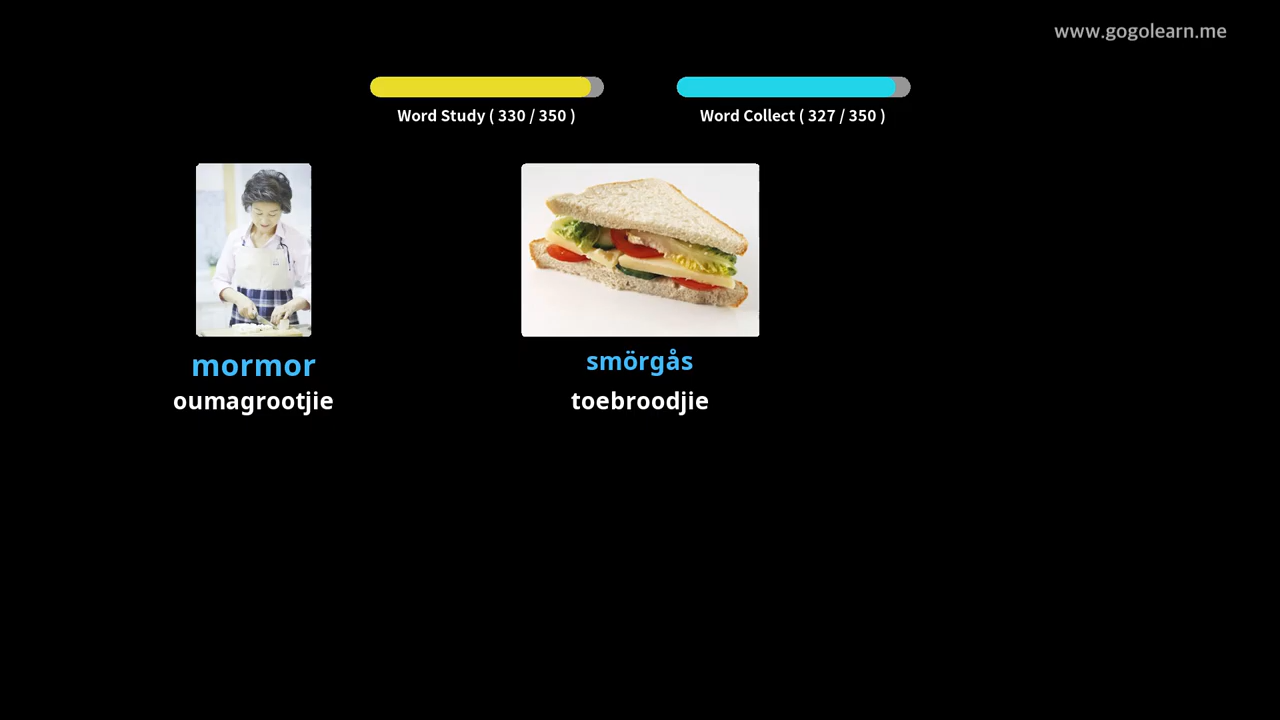 www.gogolearn.me
Word Study ( 330 / 350 )
Word Collect ( 327 / 350 )
mormor
oumagrootjie
smörgås
toebroodjie